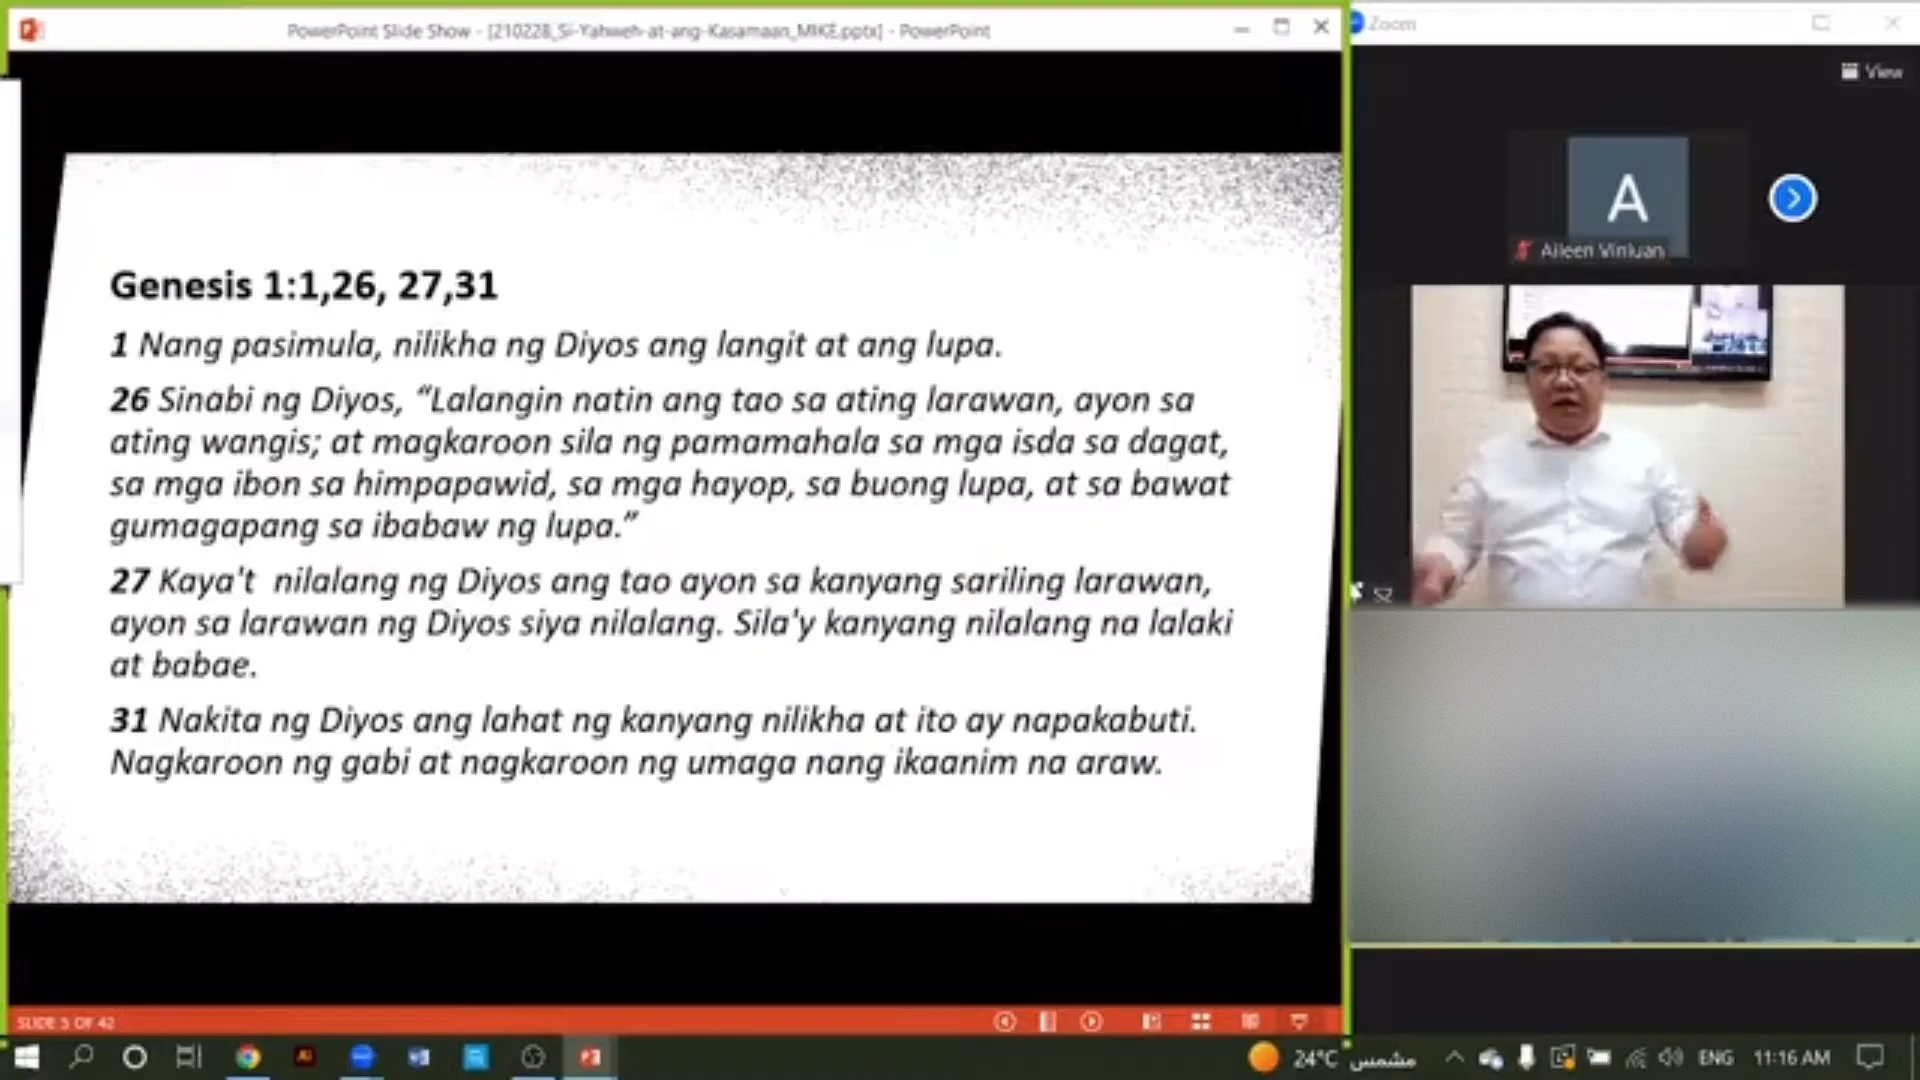 PowerPoint Slide Show - [210228_Si-Yahweh-at-ang-Kasamaan_MIKE.pptx] - PowerPoint
Zoom
View
A
Aileen Vinluan
Genesis 1:1,26, 27,31
1 Nang pasimula, nilikha ng Diyos ang langit at ang lupa.
26 Sinabi ng Diyos, “Lalangin natin ang tao sa ating larawan, ayon sa
ating wangis; at magkaroon sila ng pamamahala sa mga isda sa dagat,
sa mga ibon sa himpapawid, sa mga hayop, sa buong lupa, at sa bawat
gumagapang sa ibabaw ng lupa.”
27 Kaya't  nilalang ng Diyos ang tao ayon sa kanyang sariling larawan,
ayon sa larawan ng Diyos siya nilalang. Sila'y kanyang nilalang na lalaki
at babae.
31 Nakita ng Diyos ang lahat ng kanyang nilikha at ito ay napakabuti.
Nagkaroon ng gabi at nagkaroon ng umaga nang ikaanim na araw.
SLIDE 5 OF 42
Ai
24°C مشمس
ENG
11:16 AM